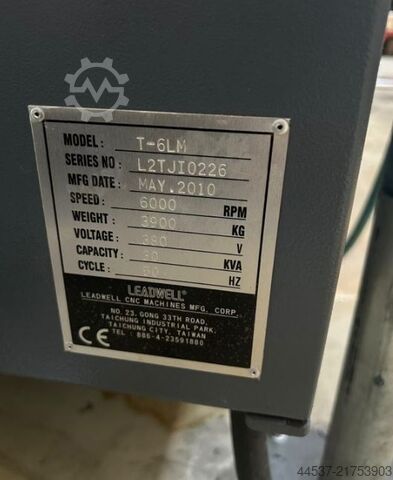 MODEL: T-6LM
SERIES NO: L2TJI0226
MFG DATE: MAY.2010
SPEED: 6000 RPM
WEIGHT: 3900 KG
VOLTAGE: 380 V
CAPACITY: 30 KVA
CYCLE: HZ
LEADWELL®
LEADWELL CNC MACHINES MFG. CORP.
NO. 23, GONG 33TH ROAD,
TAICHUNG INDUSTRIAL PARK,
TAICHUNG CITY, TAIWAN
TEL: 886-4-23591880
CE
44537-21753903